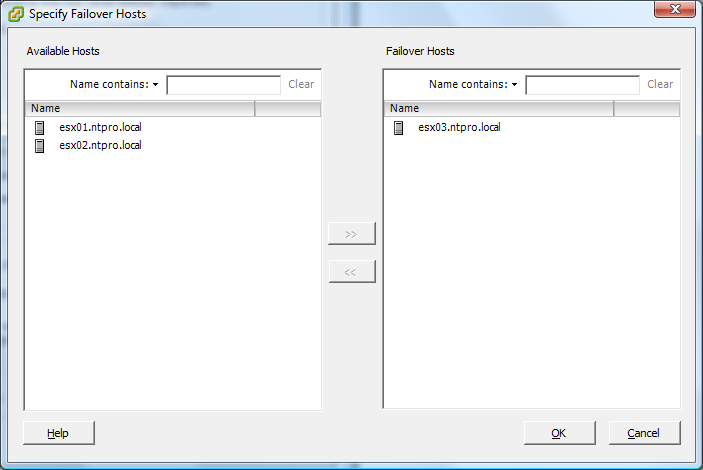 Specify Failover Hosts
Available Hosts
Name contains:
Clear
Name
esx01.ntpro.local
esx02.ntpro.local
>>
<<
Failover Hosts
Name contains:
Clear
Name
esx03.ntpro.local
Help
OK
Cancel